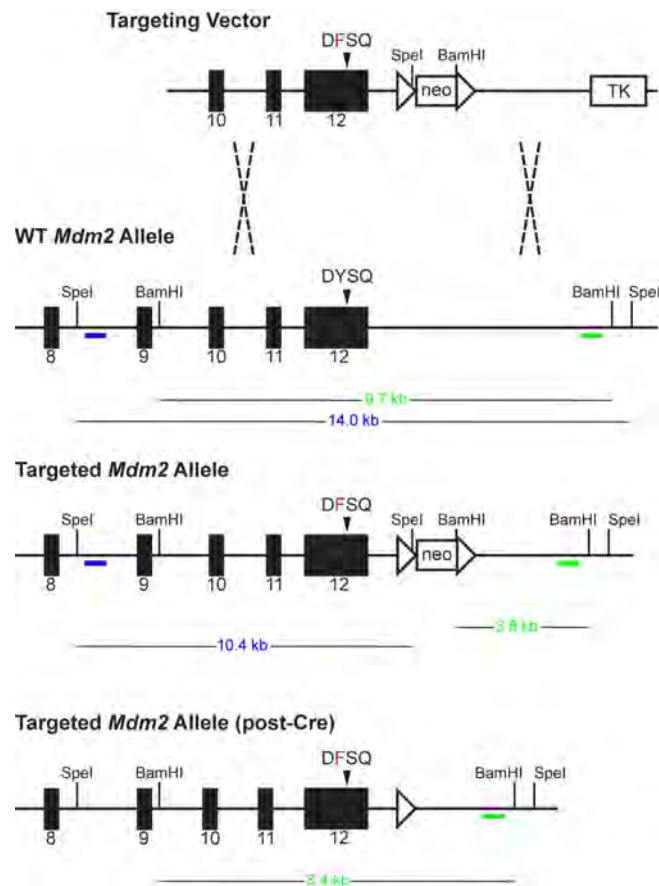 Targeting Vector
DFSQ
SpeI BamHI
neo TK
10 11 12
WT Mdm2 Allele
DYSQ
SpeI BamHI BamHI SpeI
8 9 10 11 12
9.7 kb
14.0 kb
Targeted Mdm2 Allele
DFSQ
SpeI BamHI SpeI BamHI BamHI SpeI
neo
8 9 10 11 12
3.8 kb
10.4 kb
Targeted Mdm2 Allele (post-Cre)
DFSQ
SpeI BamHI BamHI SpeI
8 9 10 11 12
8.4 kb